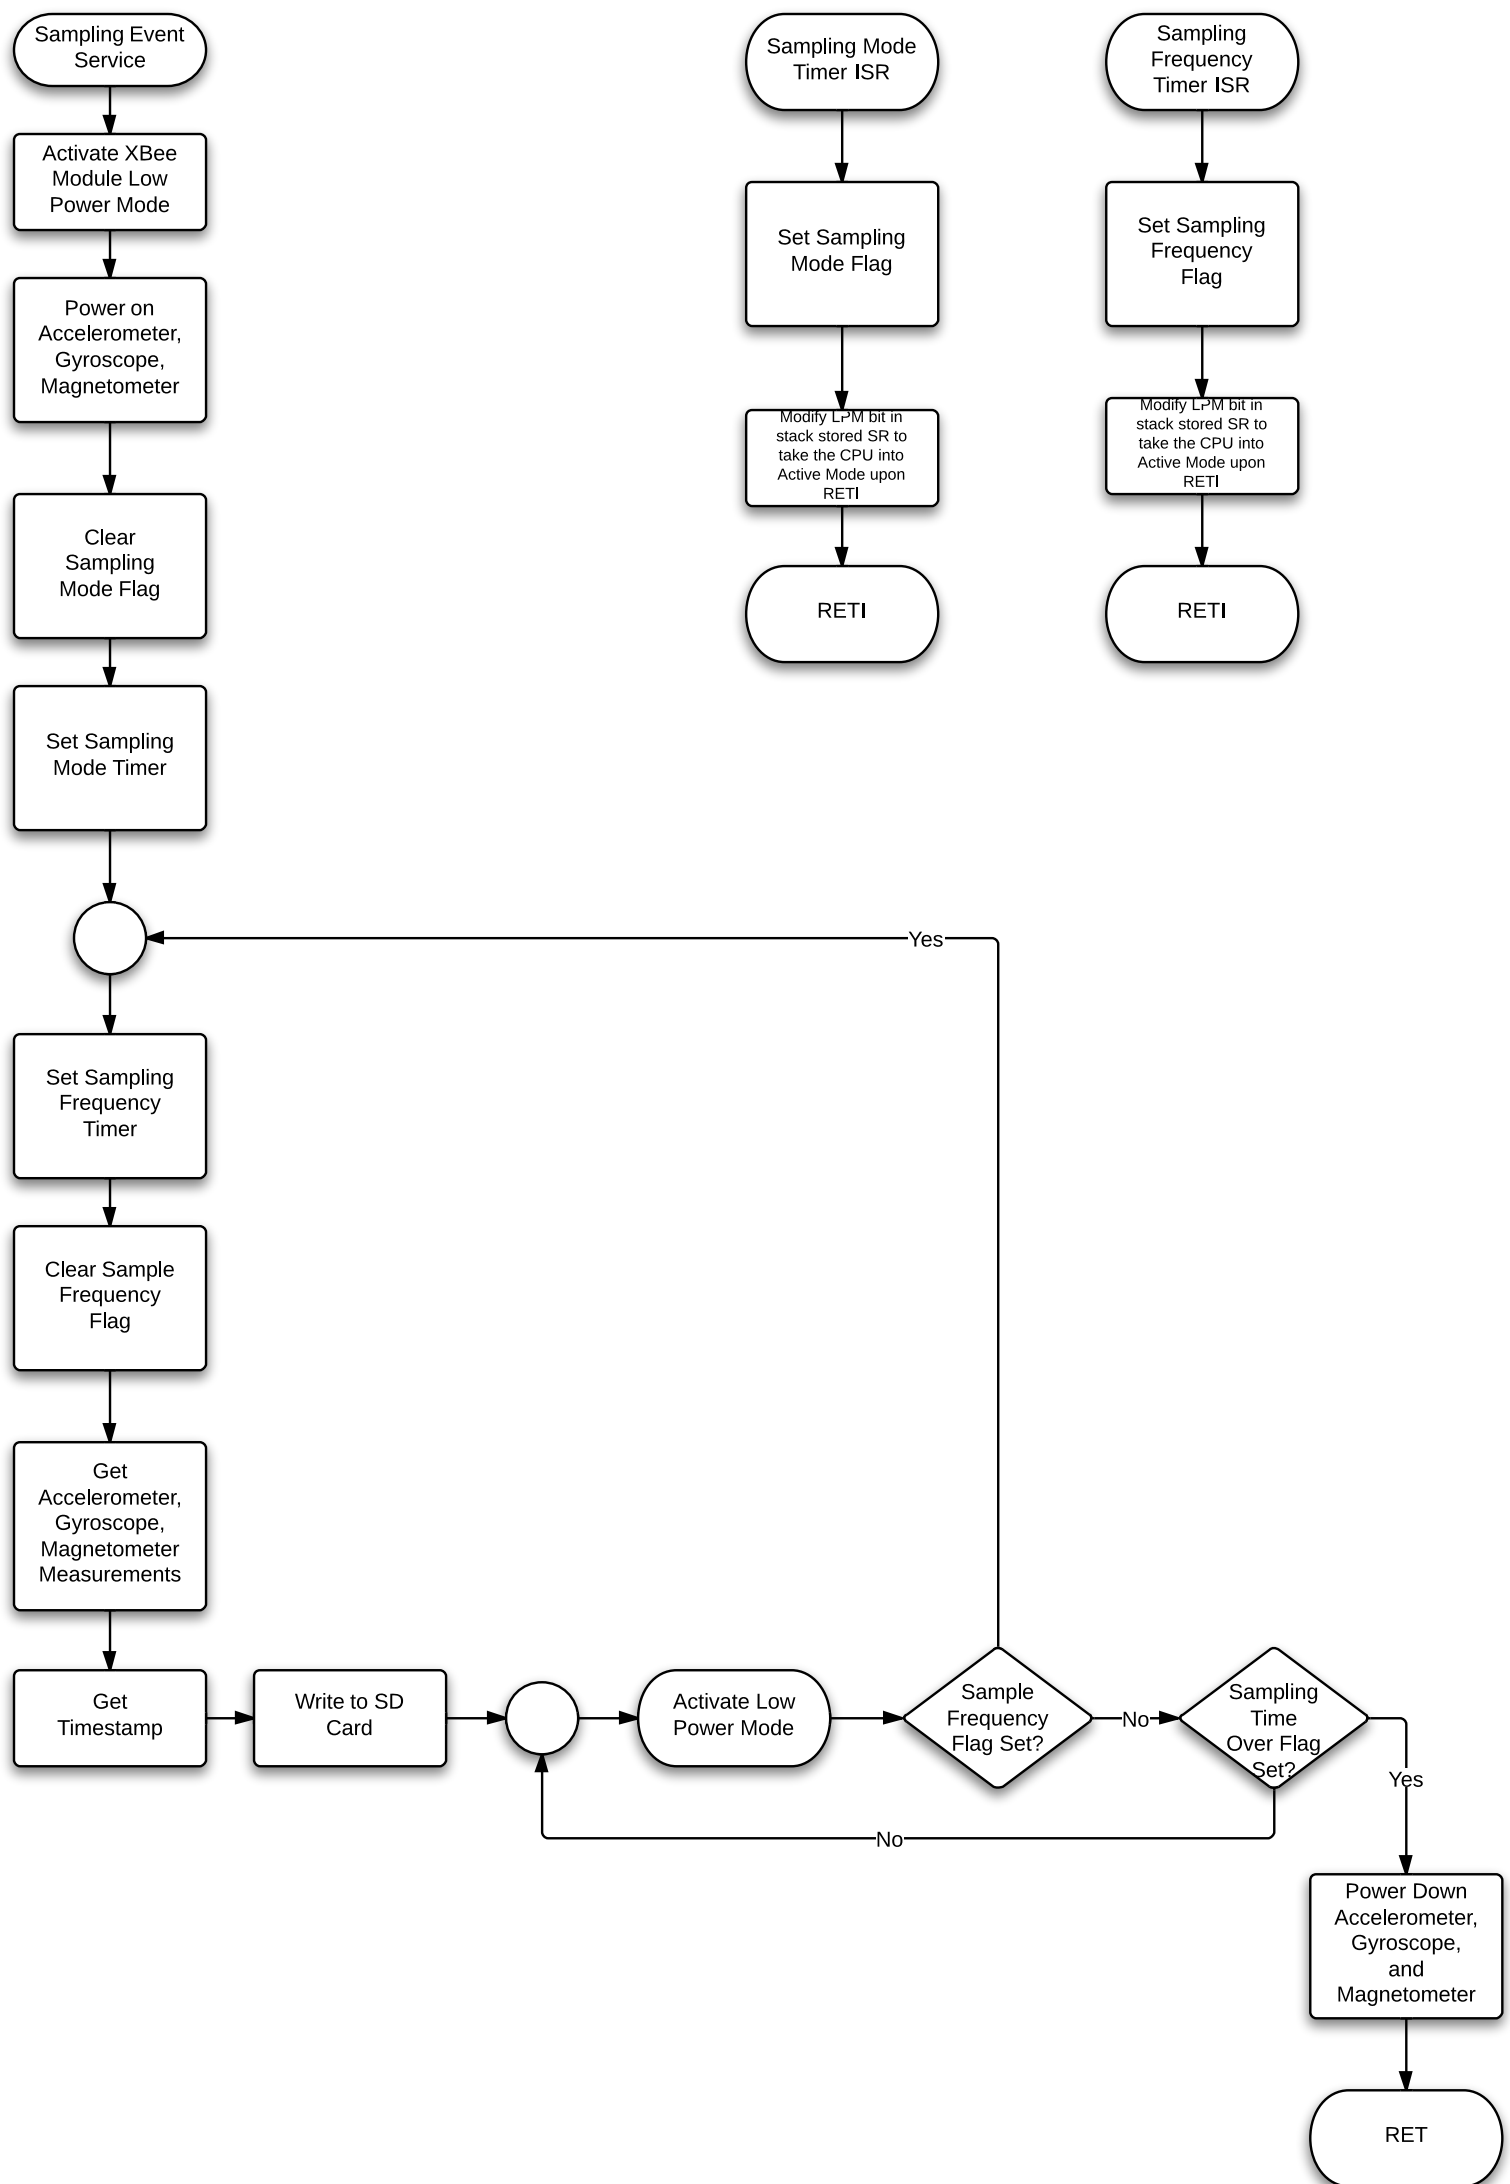 Sampling Event
Service
Activate XBee
Module Low
Power Mode
Power on
Accelerometer,
Gyroscope,
Magnetometer
Clear
Sampling
Mode Flag
Set Sampling
Mode Timer
Set Sampling
Frequency
Timer
Clear Sample
Frequency
Flag
Get
Accelerometer,
Gyroscope,
Magnetometer
Measurements
Get
Timestamp
Write to SD
Card
Activate Low
Power Mode
Sample
Frequency
Flag Set?
Yes
No
Sampling
Time
Over Flag
Set?
No
Yes
Power Down
Accelerometer,
Gyroscope,
and
Magnetometer
RET
Sampling Mode
Timer ISR
Set Sampling
Mode Flag
Modify LPM bit in
stack stored SR to
take the CPU into
Active Mode upon
RETI
RETI
Sampling
Frequency
Timer ISR
Set Sampling
Frequency
Flag
Modify LPM bit in
stack stored SR to
take the CPU into
Active Mode upon
RETI
RETI